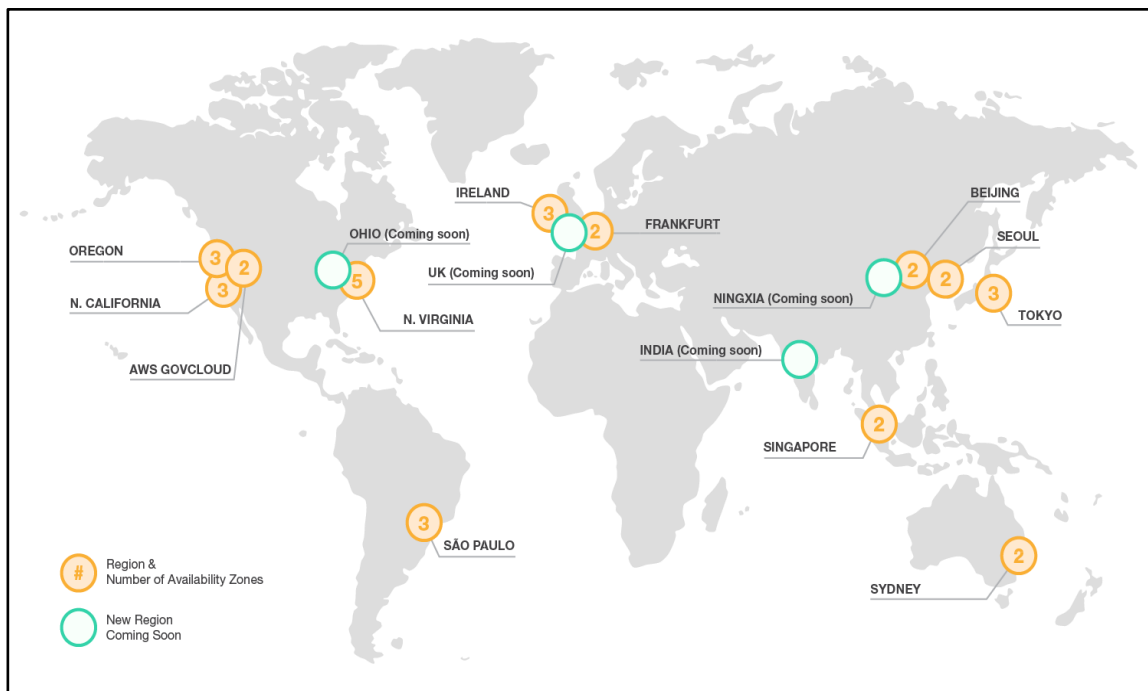 IRELAND
3
BEIJING
FRANKFURT
2
SEOUL
OHIO (Coming soon)
OREGON
3
2
UK (Coming soon)
2
2
5
3
N. CALIFORNIA
NINGXIA (Coming soon)
3
N. VIRGINIA
TOKYO
INDIA (Coming soon)
AWS GOVCLOUD
2
SINGAPORE
3
SÃO PAULO
2
SYDNEY
#
Region &
Number of Availability Zones
New Region
Coming Soon